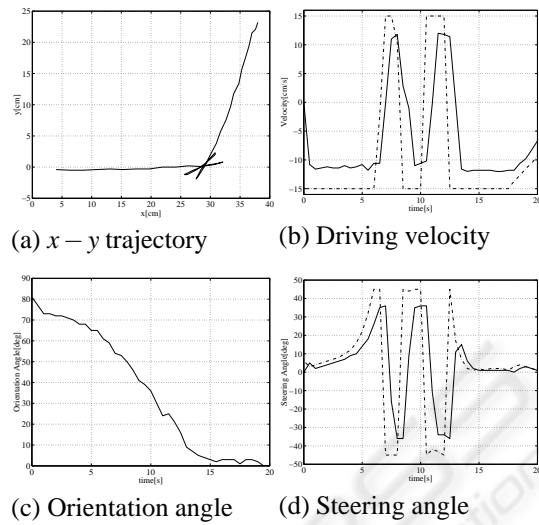 25
20
15
10
5
0
−5
y[cm]
0 5 10 15 20 25 30 35 40
x[cm]
(a) x − y trajectory
15
10
5
0
−5
−10
−15
Velocity[cm/s]
0 5 10 15 20
time[s]
(b) Driving velocity
90
80
70
60
50
40
30
20
10
0
Orientation Angle[deg]
0 5 10 15 20
time[s]
(c) Orientation angle
50
40
30
20
10
0
−10
−20
−30
−40
−50
Steering Angle[deg]
0 5 10 15 20
time[s]
(d) Steering angle